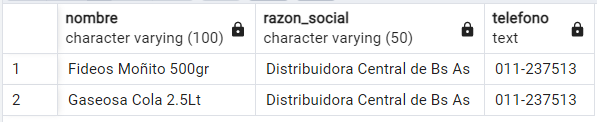 nombre razon_social telefono
character varying (100) character varying (50) text
1 Fideos Moñito 500gr Distribuidora Central de Bs As 011-237513
2 Gaseosa Cola 2.5Lt Distribuidora Central de Bs As 011-237513